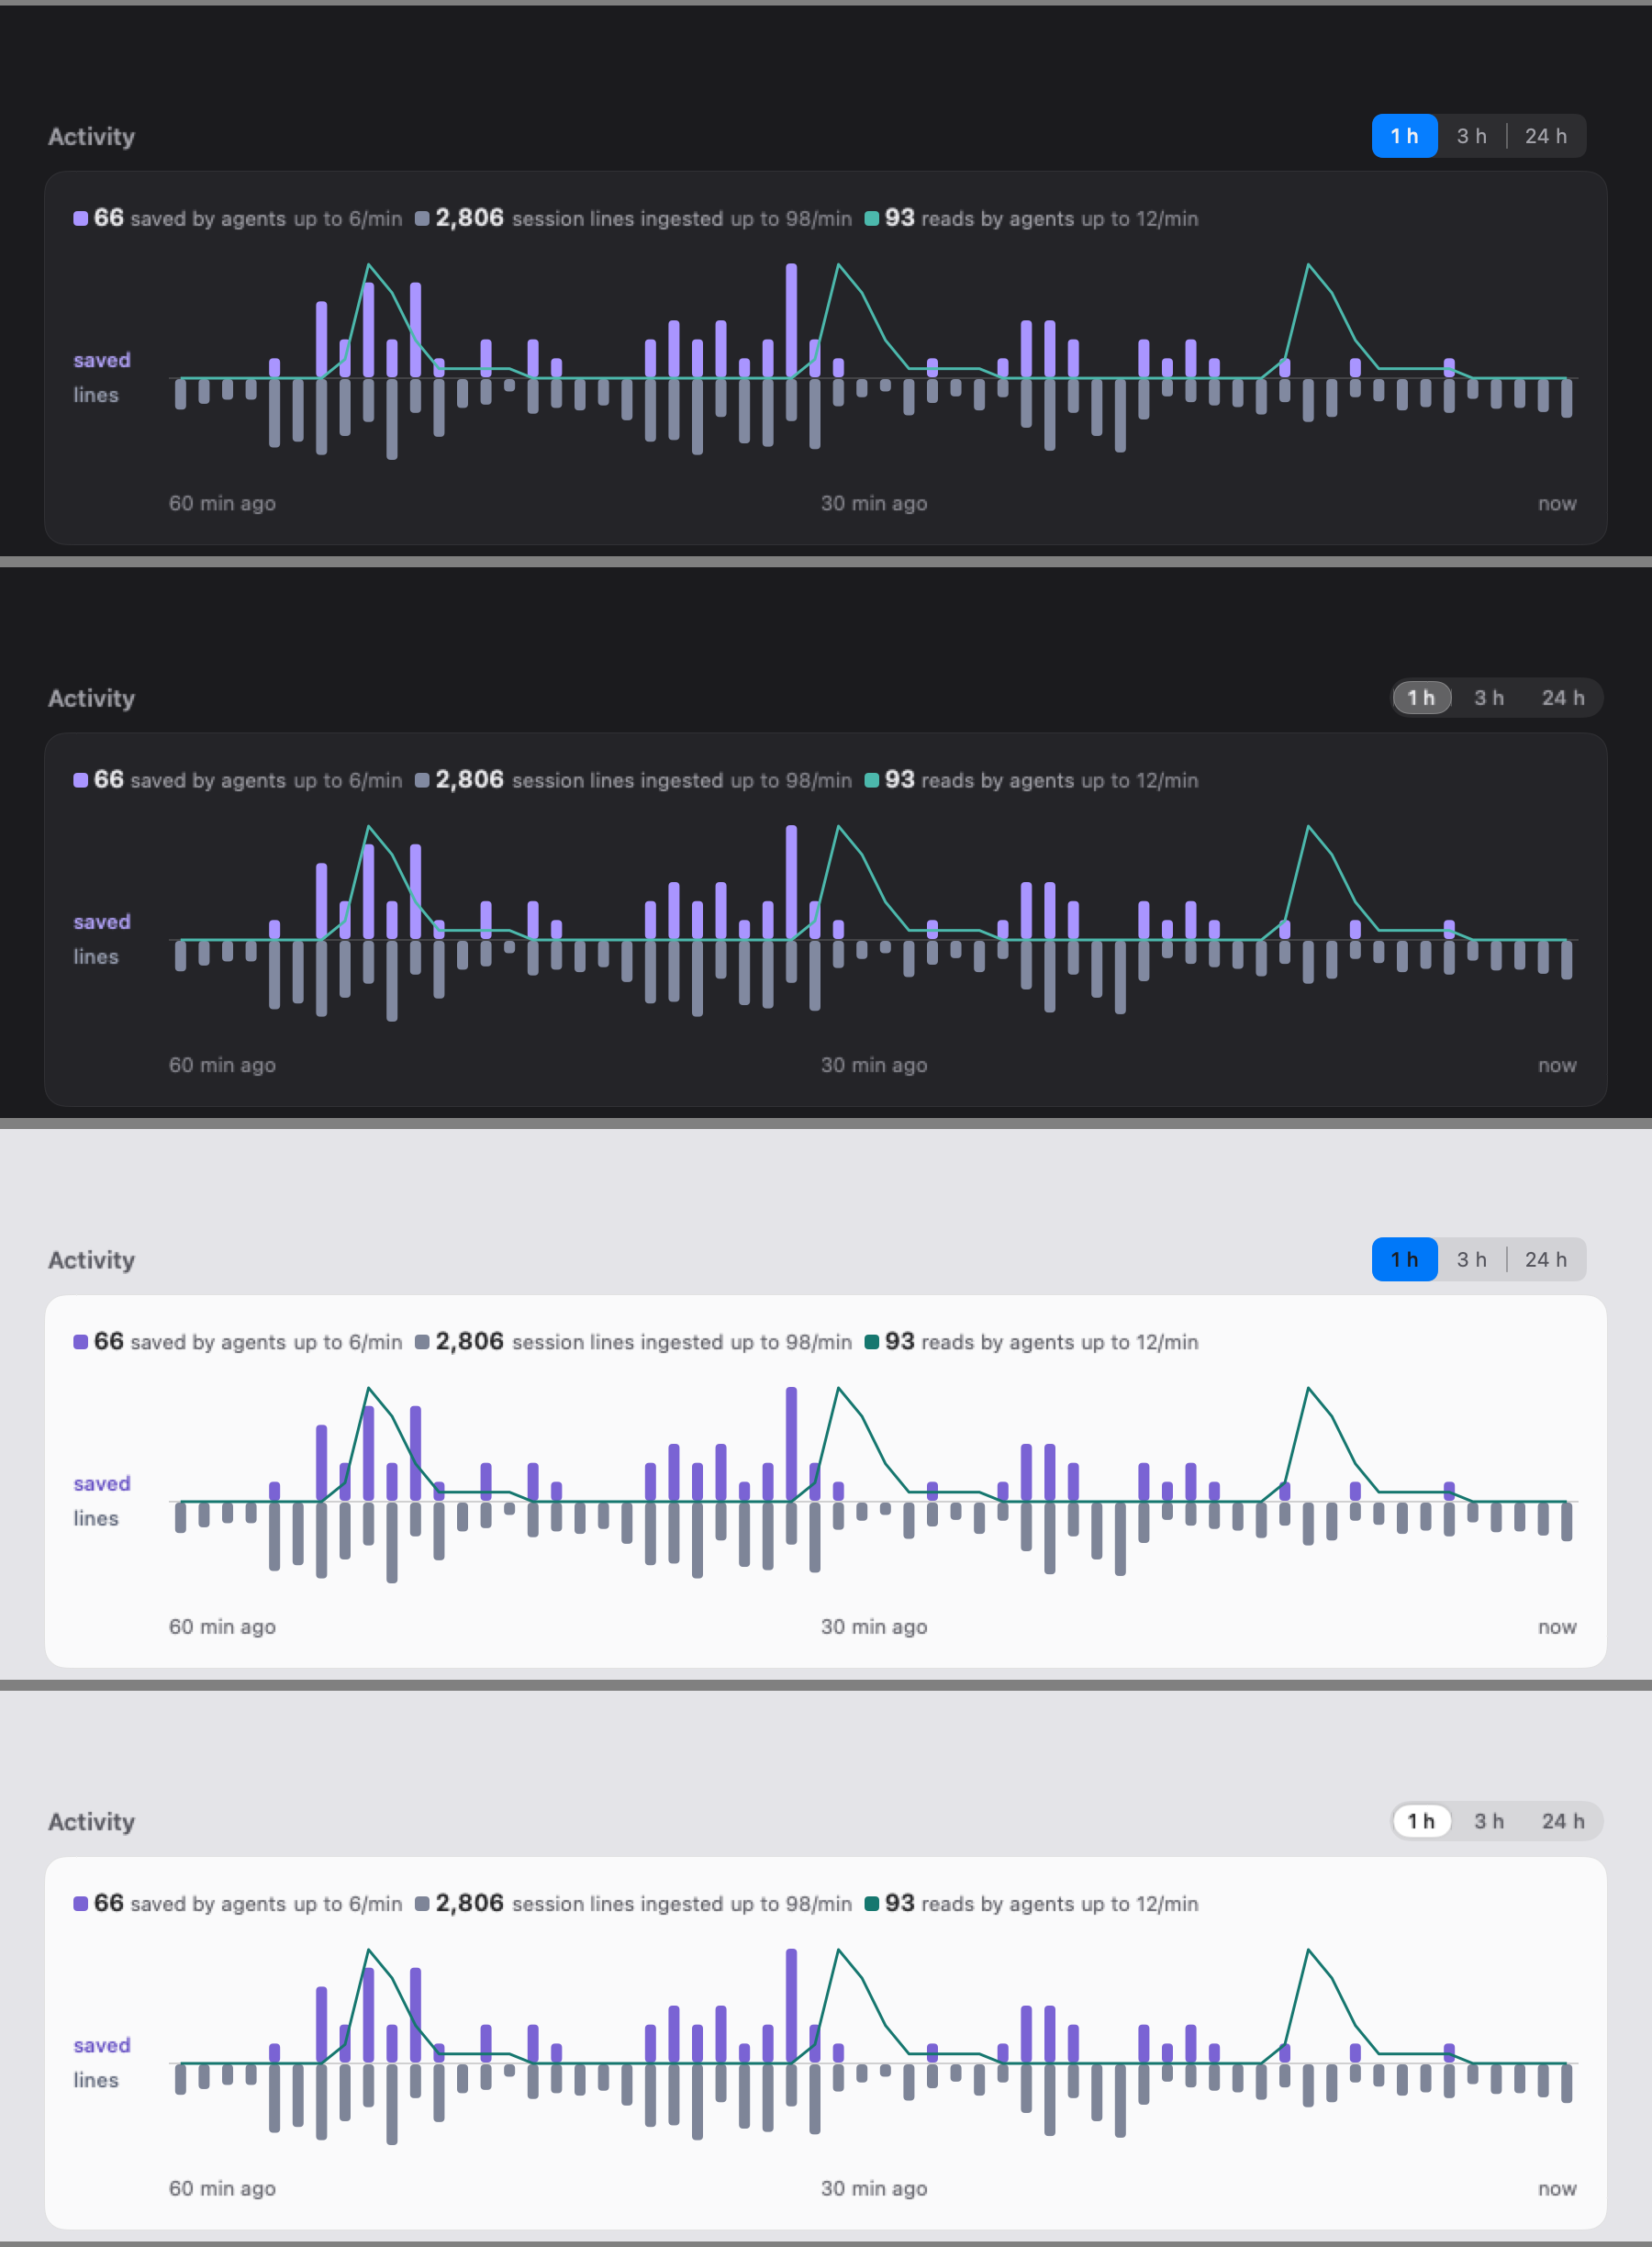 Activity 1 h 3 h 24 h
66 saved by agents up to 6/min 2,806 session lines ingested up to 98/min 93 reads by agents up to 12/min
saved
lines
60 min ago 30 min ago now
Activity 1 h 3 h 24 h
66 saved by agents up to 6/min 2,806 session lines ingested up to 98/min 93 reads by agents up to 12/min
saved
lines
60 min ago 30 min ago now
Activity 1 h 3 h 24 h
66 saved by agents up to 6/min 2,806 session lines ingested up to 98/min 93 reads by agents up to 12/min
saved
lines
60 min ago 30 min ago now
Activity 1 h 3 h 24 h
66 saved by agents up to 6/min 2,806 session lines ingested up to 98/min 93 reads by agents up to 12/min
saved
lines
60 min ago 30 min ago now